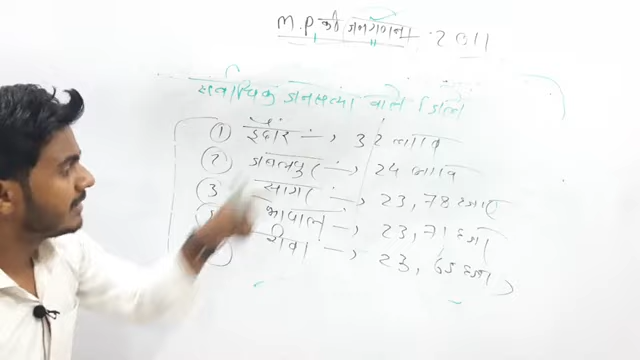 M.P की जनगणना - 2011
सर्वाधिक जनसंख्या वाले जिले
① इंदौर —, 32 लाख
② जबलपुर —, 24 लाख
③ सागर —, 23,78 हजार
भोपाल —, 23,71 हजार
रीवा —, 23, 65 हजार